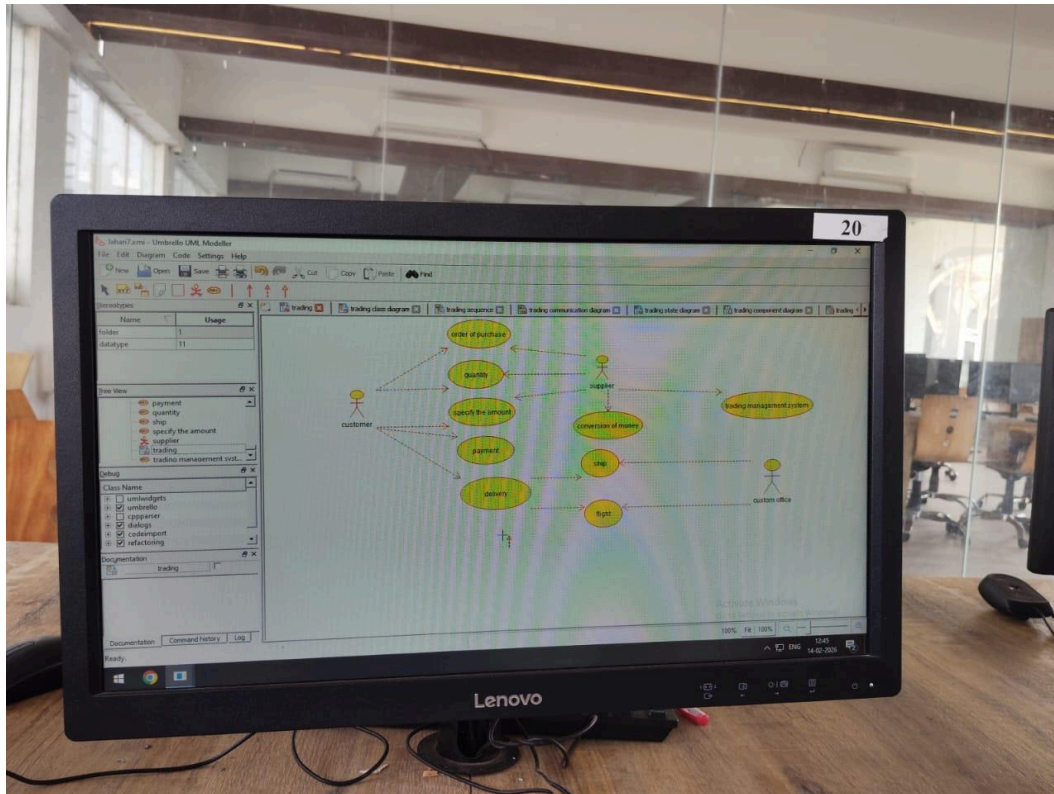 20
lahari7.xmi - Umbrello UML Modeller
File Edit Diagram Code Settings Help
New Open Save Cut Copy Paste Find
Stereotypes
Name Usage
folder 1
datatype 11
Tree View
payment
quantity
ship
specify the amount
supplier
trading
trading management syst...
Debug
Class Name
umlwidgets
umbrello
cppparser
dialogs
codeimport
refactoring
Documentation
trading
Documentation Command history Log
Ready.
trading trading class diagram trading sequence trading communication diagram trading state diagram trading component diagram trading
order of purchase
quantity
supplier
specify the amount
trading management system
customer
conversion of money
payment
ship
delivery
custom office
flight
Activate Windows
100% Fit 100%
ENG
12:45
14-02-2026
Lenovo